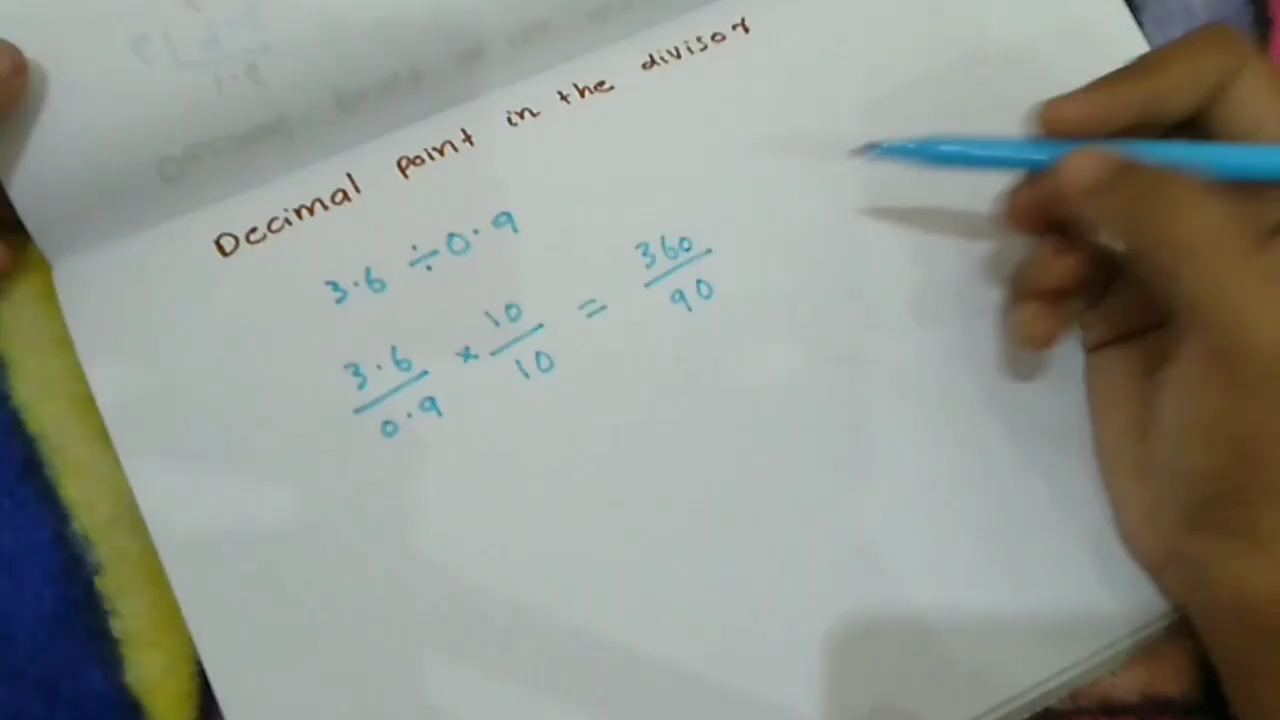 Decimal point in the divisor
3.6 ÷ 0.9
3.6/0.9 × 10/10 = 360/90